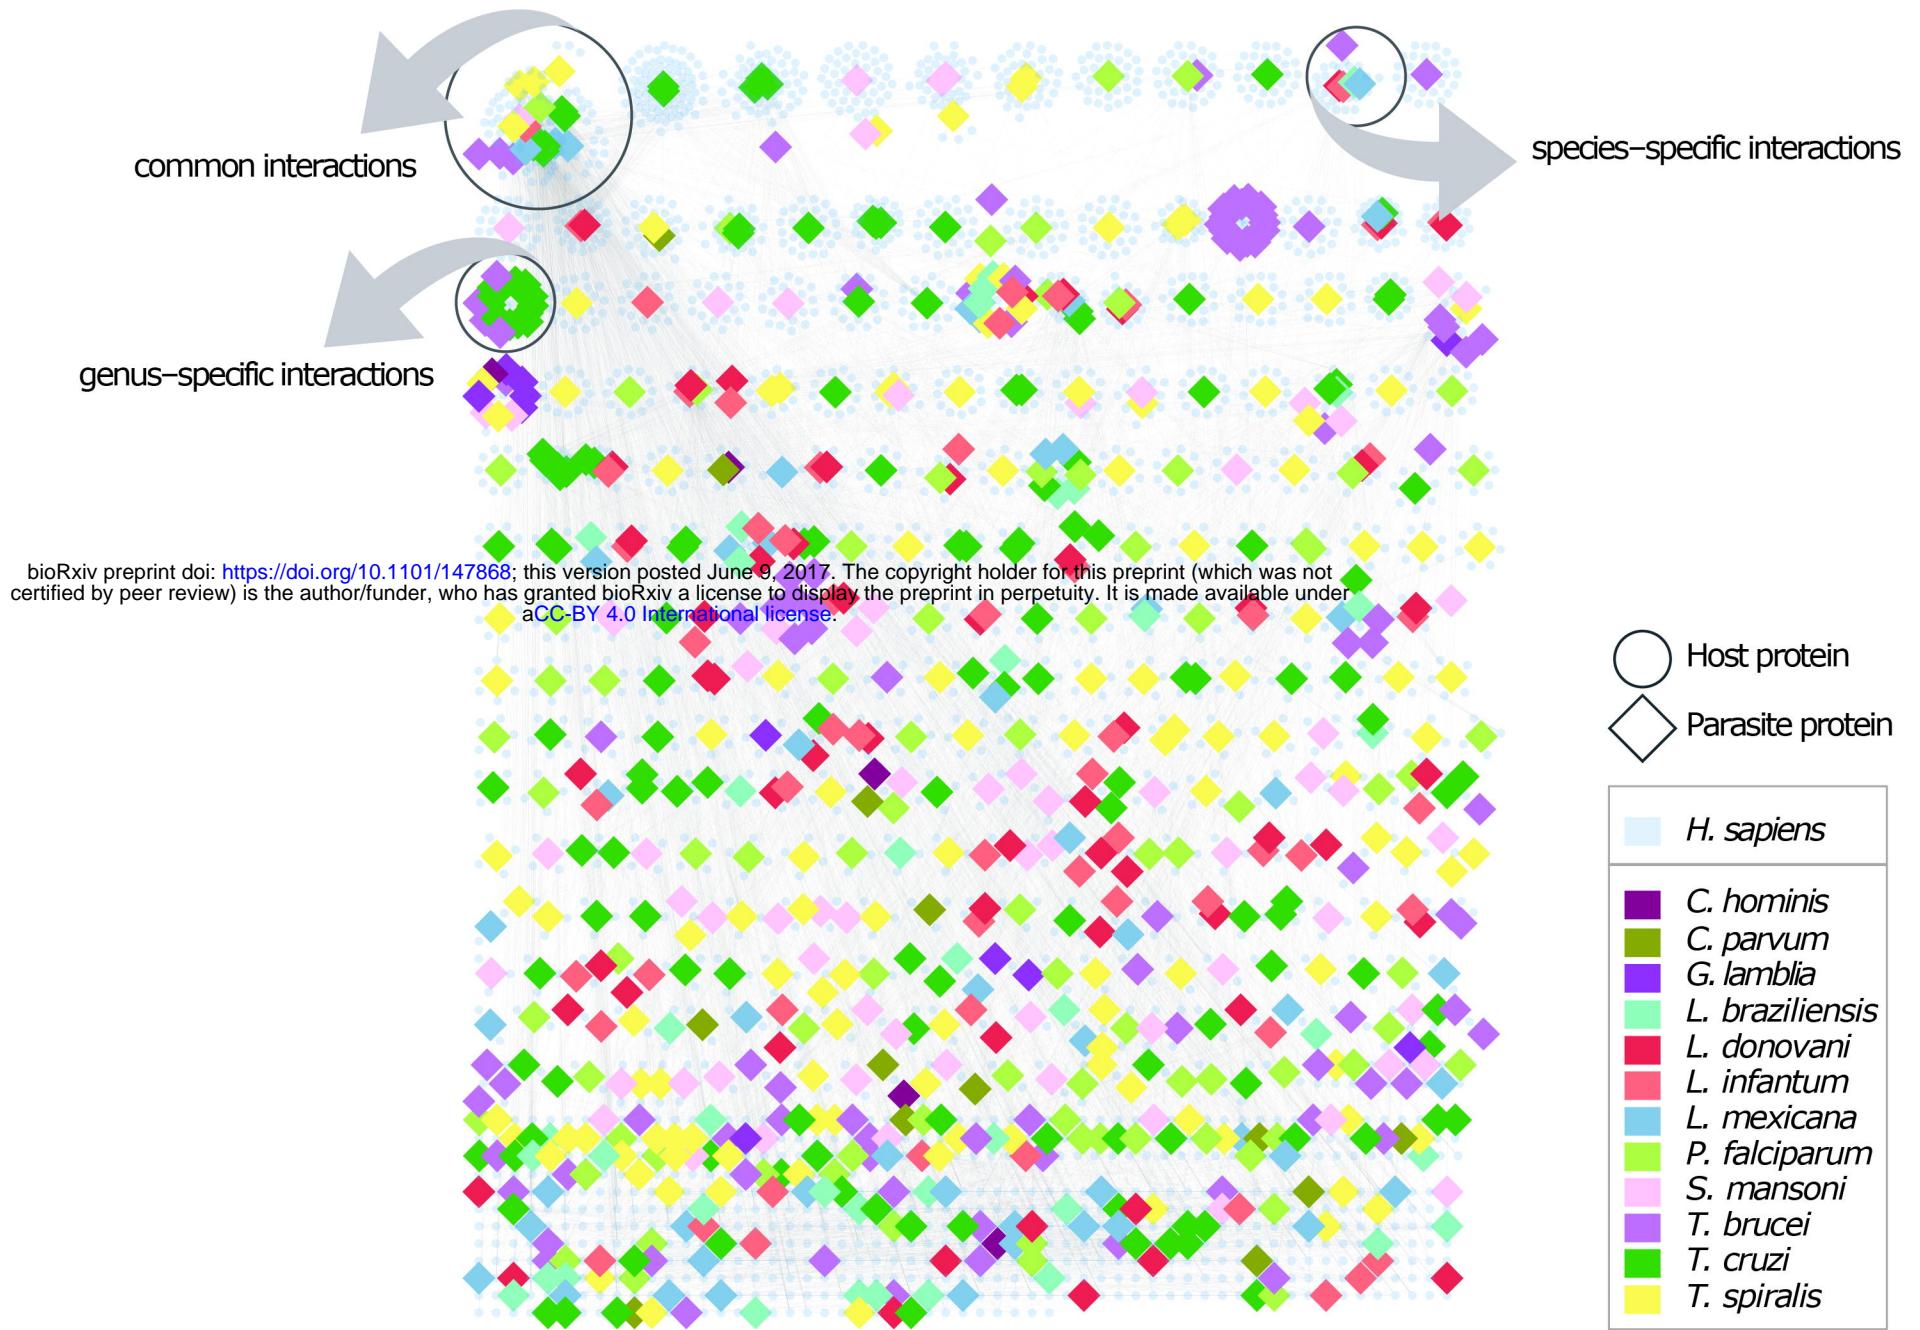 common interactions
species−specific interactions
genus−specific interactions
bioRxiv preprint doi: https://doi.org/10.1101/147868; this version posted June 9, 2017. The copyright holder for this preprint (which was not
certified by peer review) is the author/funder, who has granted bioRxiv a license to display the preprint in perpetuity. It is made available under
aCC-BY 4.0 International license.
Host protein
Parasite protein
H. sapiens
C. hominis
C. parvum
G. lamblia
L. braziliensis
L. donovani
L. infantum
L. mexicana
P. falciparum
S. mansoni
T. brucei
T. cruzi
T. spiralis